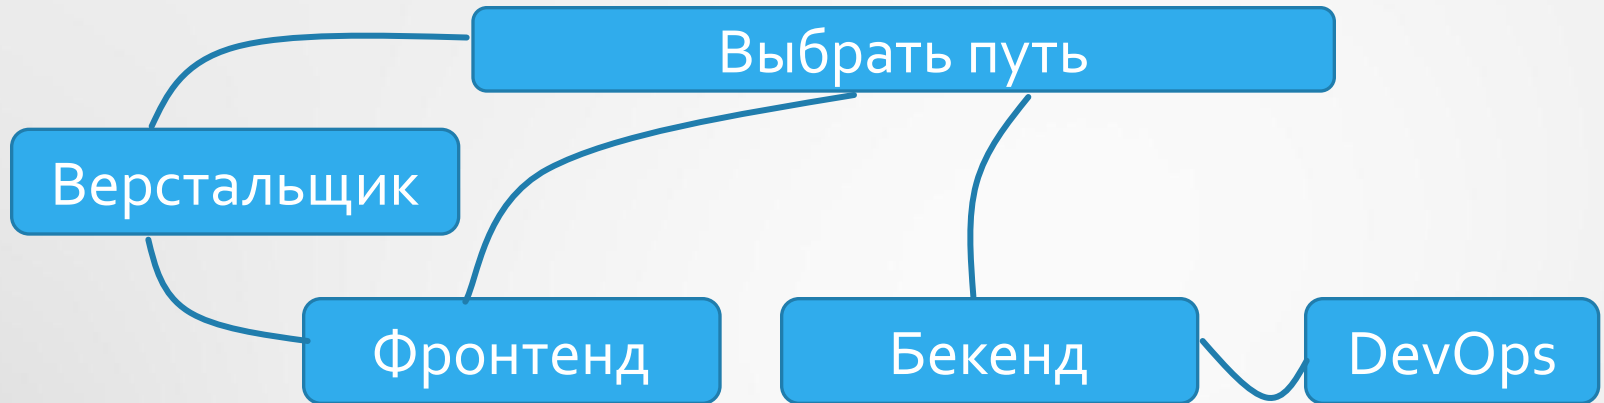 Выбрать путь
Верстальщик
Фронтенд
Бекенд
DevOps